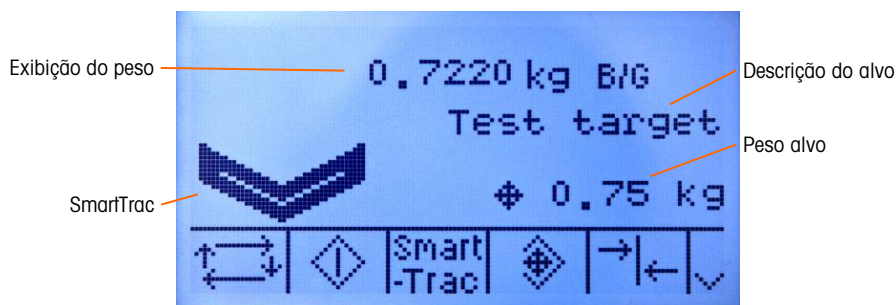 Exibição do peso
0.7220 kg B/G
Descrição do alvo
Test target
Peso alvo
0.75 kg
SmartTrac
Smart
-Trac